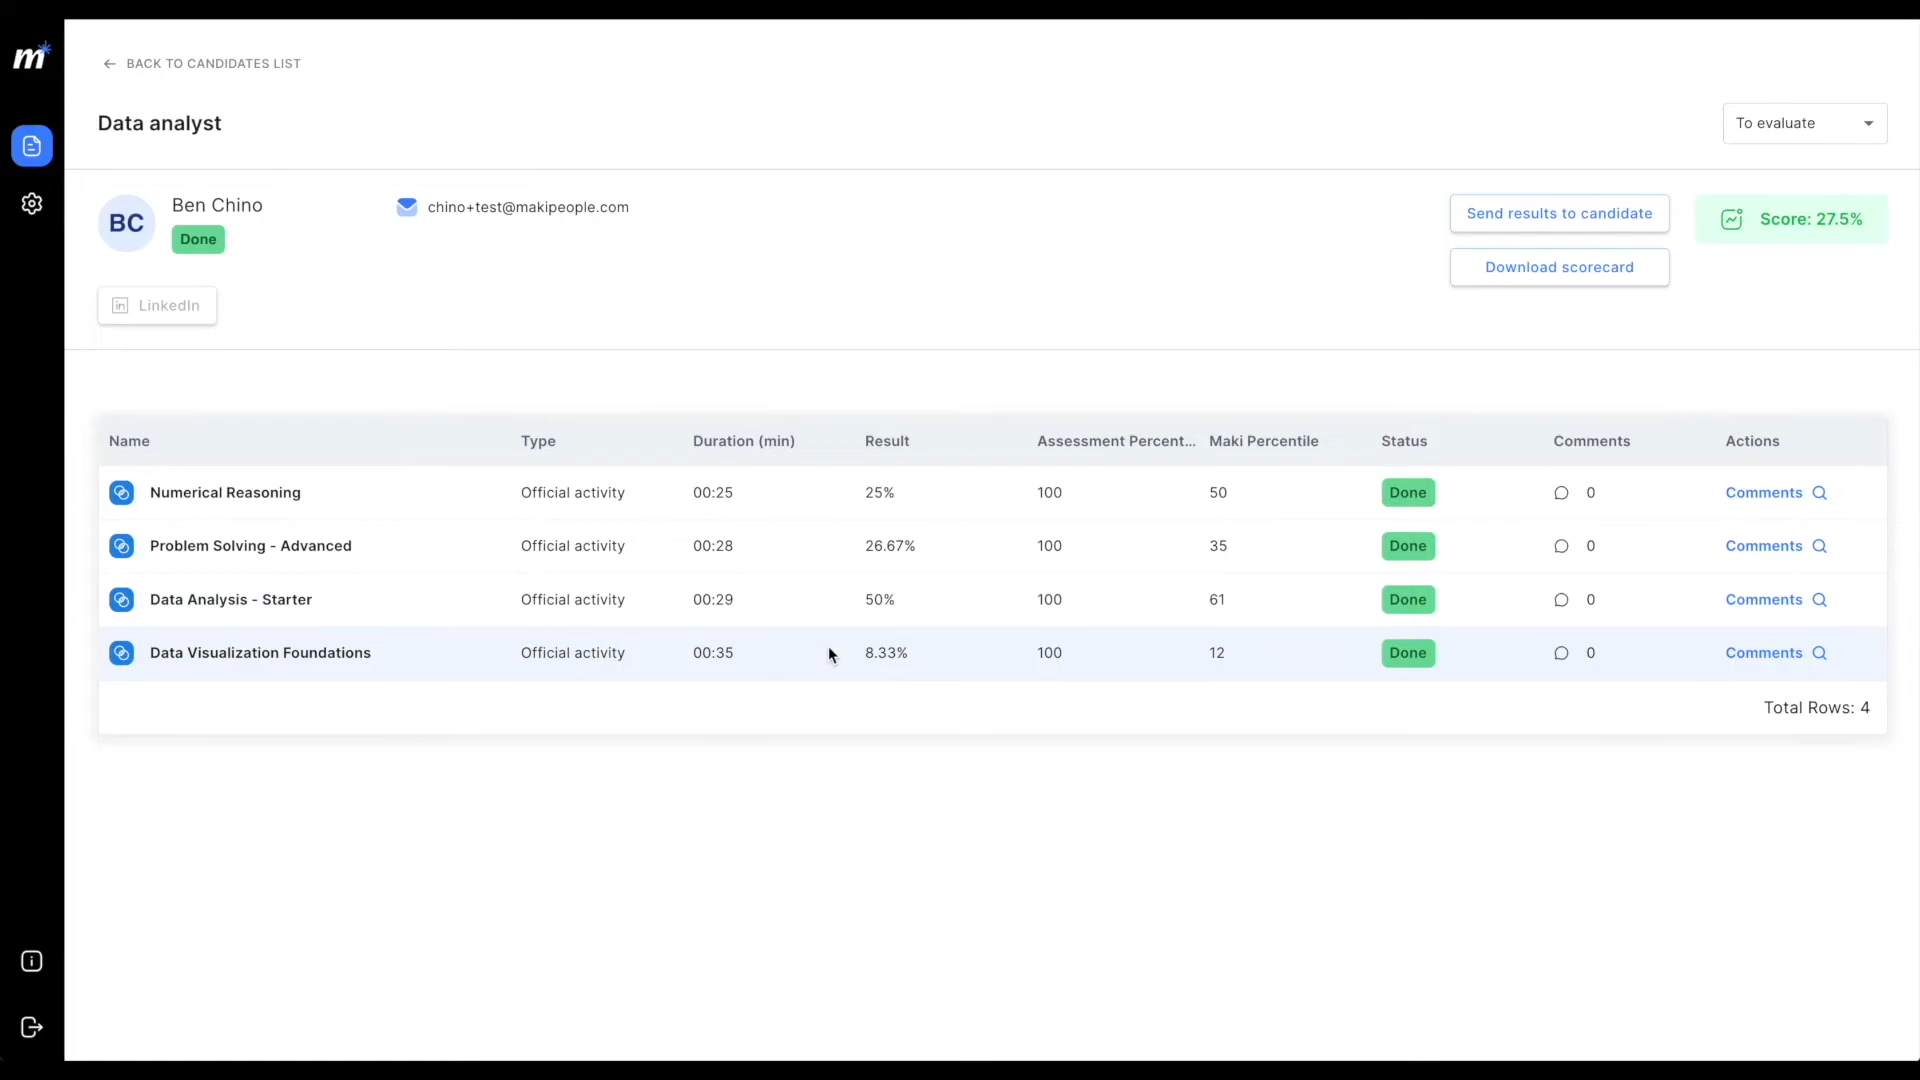 m
BACK TO CANDIDATES LIST
Data analyst
To evaluate
BC
Ben Chino
Done
chino+test@makipeople.com
Send results to candidate
Download scorecard
Score: 27.5%
in LinkedIn
Name Type Duration (min) Result Assessment Percent... Maki Percentile Status Comments Actions
Numerical Reasoning Official activity 00:25 25% 100 50 Done 0 Comments
Problem Solving - Advanced Official activity 00:28 26.67% 100 35 Done 0 Comments
Data Analysis - Starter Official activity 00:29 50% 100 61 Done 0 Comments
Data Visualization Foundations Official activity 00:35 8.33% 100 12 Done 0 Comments
Total Rows: 4